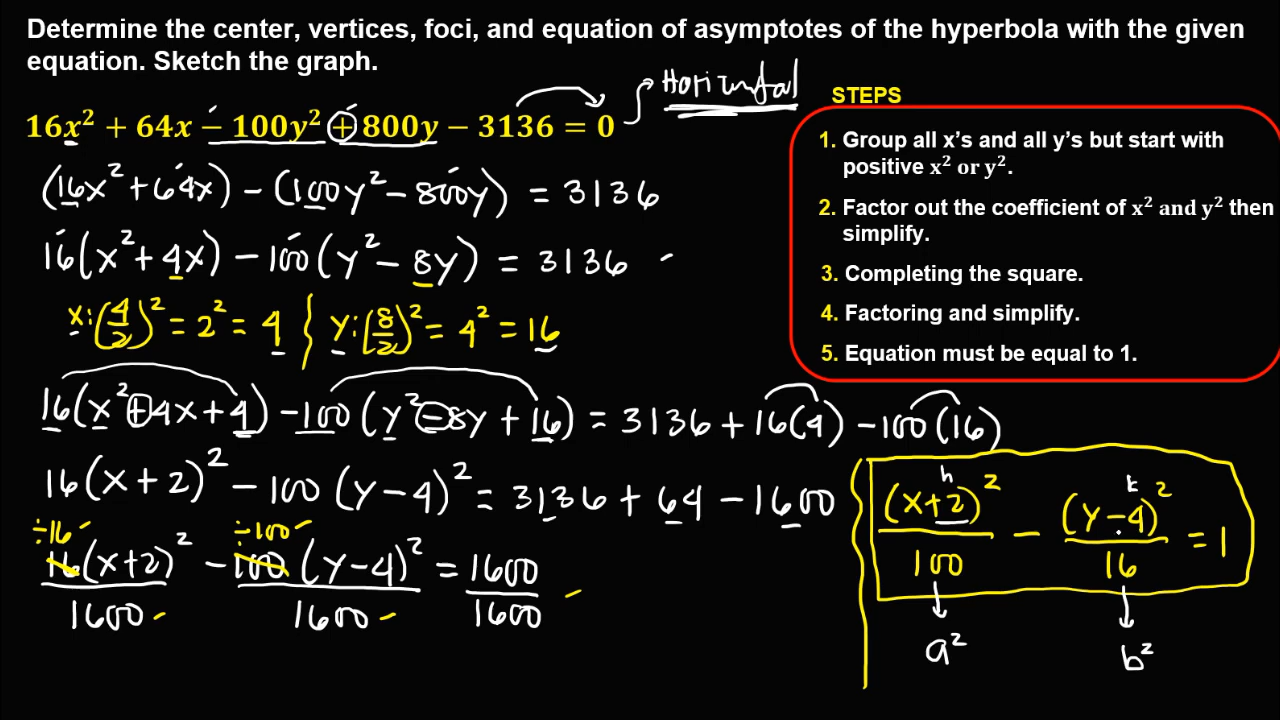 Determine the center, vertices, foci, and equation of asymptotes of the hyperbola with the given
equation. Sketch the graph.
16x² + 64x − 100y² + 800y − 3136 = 0
Horizontal
(16x² + 64x) − (100y² − 800y) = 3136
16(x² + 4x) − 100(y² − 8y) = 3136
x: (4/2)² = 2² = 4 } y: (8/2)² = 4² = 16
16(x² + 4x + 4) − 100(y² − 8y + 16) = 3136 + 16(4) − 100(16)
16(x + 2)² − 100(y − 4)² = 3136 + 64 − 1600
÷16 ÷100
16(x+2)²/1600 − 100(y−4)²/1600 = 1600/1600
STEPS
1. Group all x's and all y's but start with
positive x² or y².
2. Factor out the coefficient of x² and y² then
simplify.
3. Completing the square.
4. Factoring and simplify.
5. Equation must be equal to 1.
h k
(x+2)²/100 − (y−4)²/16 = 1
a² b²